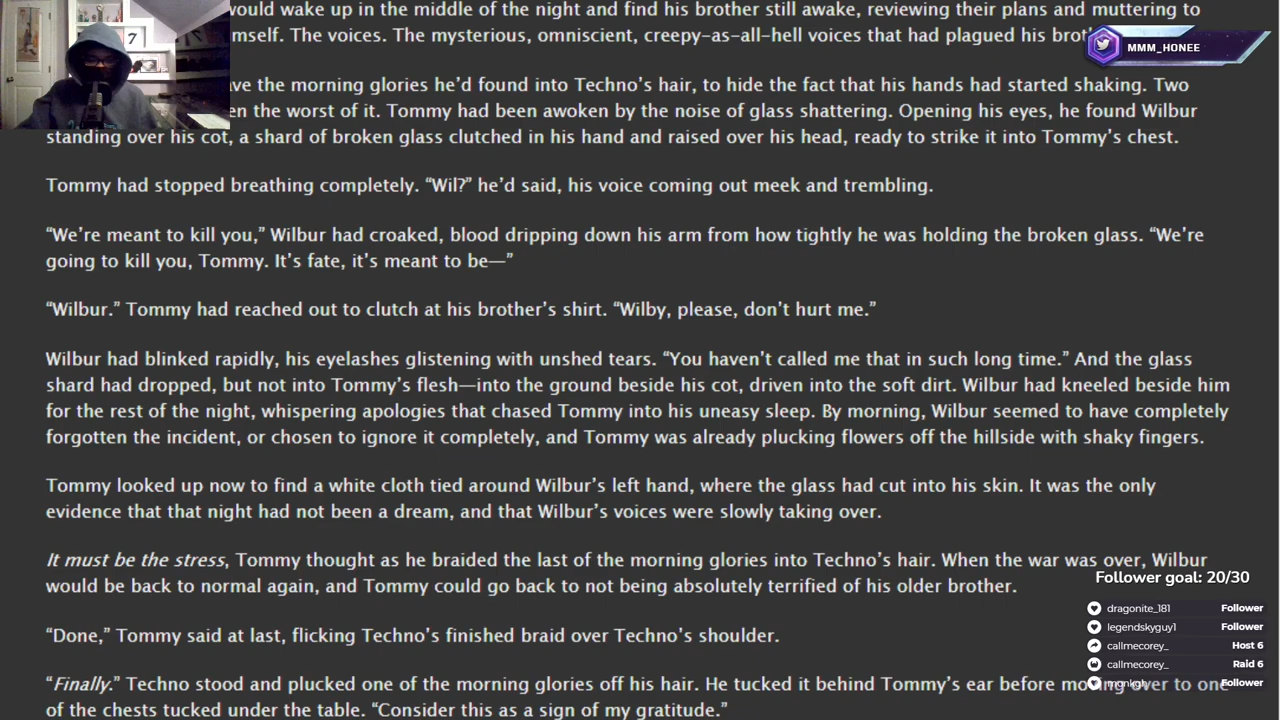 would wake up in the middle of the night and find his brother still awake, reviewing their plans and muttering to
mself. The voices. The mysterious, omniscient, creepy-as-all-hell voices that had plagued his brot
MMM_HONEE
7
ve the morning glories he’d found into Techno’s hair, to hide the fact that his hands had started shaking. Two
en the worst of it. Tommy had been awoken by the noise of glass shattering. Opening his eyes, he found Wilbur
standing over his cot, a shard of broken glass clutched in his hand and raised over his head, ready to strike it into Tommy’s chest.
Tommy had stopped breathing completely. “Wil?” he’d said, his voice coming out meek and trembling.
“We’re meant to kill you,” Wilbur had croaked, blood dripping down his arm from how tightly he was holding the broken glass. “We’re
going to kill you, Tommy. It’s fate, it’s meant to be—”
“Wilbur.” Tommy had reached out to clutch at his brother’s shirt. “Wilby, please, don’t hurt me.”
Wilbur had blinked rapidly, his eyelashes glistening with unshed tears. “You haven’t called me that in such long time.” And the glass
shard had dropped, but not into Tommy’s flesh—into the ground beside his cot, driven into the soft dirt. Wilbur had kneeled beside him
for the rest of the night, whispering apologies that chased Tommy into his uneasy sleep. By morning, Wilbur seemed to have completely
forgotten the incident, or chosen to ignore it completely, and Tommy was already plucking flowers off the hillside with shaky fingers.
Tommy looked up now to find a white cloth tied around Wilbur’s left hand, where the glass had cut into his skin. It was the only
evidence that that night had not been a dream, and that Wilbur’s voices were slowly taking over.
It must be the stress, Tommy thought as he braided the last of the morning glories into Techno’s hair. When the war was over, Wilbur
would be back to normal again, and Tommy could go back to not being absolutely terrified of his older brother.
Follower goal: 20/30
dragonite_181 Follower
legendskyguy1 Follower
callmecorey_ Host 6
callmecorey_ Raid 6
Follower
“Done,” Tommy said at last, flicking Techno’s finished braid over Techno’s shoulder.
“Finally.” Techno stood and plucked one of the morning glories off his hair. He tucked it behind Tommy’s ear before moving over to one
of the chests tucked under the table. “Consider this as a sign of my gratitude.”